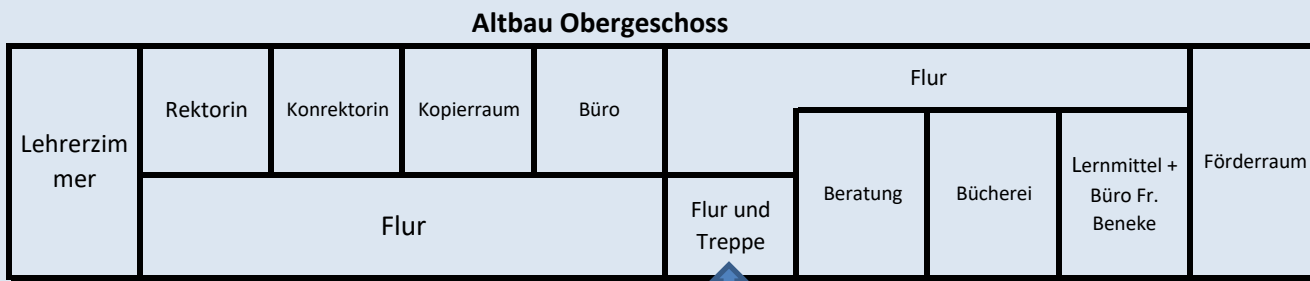 Altbau Obergeschoss
Lehrerzim
mer
Rektorin
Konrektorin
Kopierraum
Büro
Flur
Flur
Flur und
Treppe
Beratung
Bücherei
Lernmittel +
Büro Fr.
Beneke
Förderraum